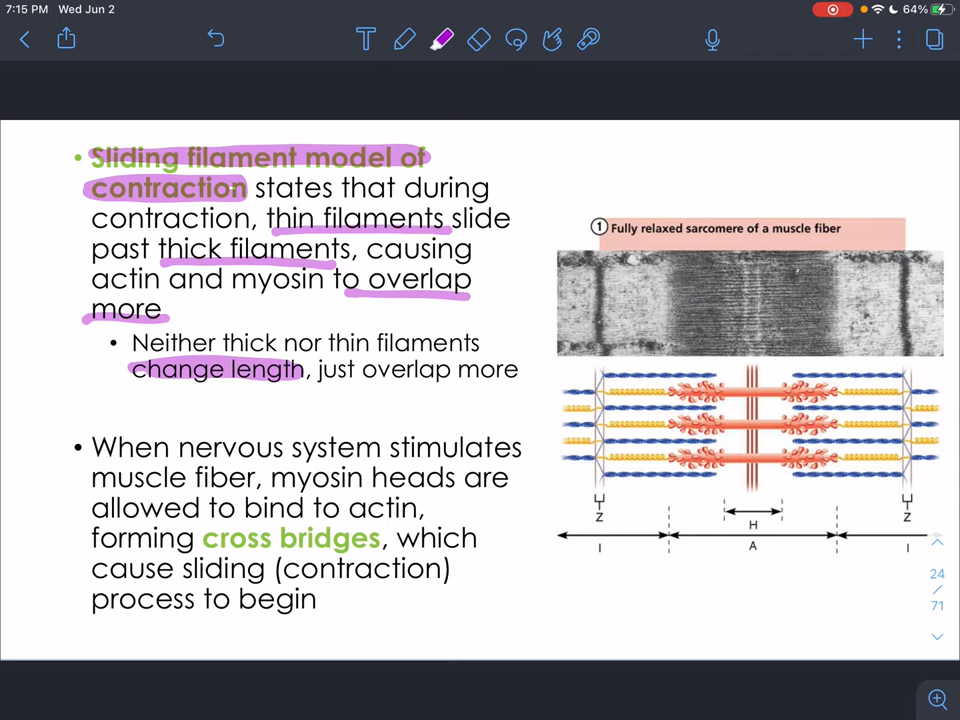 7:15 PM Wed Jun 2
64%
T
• Sliding filament model of
contraction states that during
contraction, thin filaments slide
past thick filaments, causing
actin and myosin to overlap
more
• Neither thick nor thin filaments
change length, just overlap more
• When nervous system stimulates
muscle fiber, myosin heads are
allowed to bind to actin,
forming cross bridges, which
cause sliding (contraction)
process to begin
1 Fully relaxed sarcomere of a muscle fiber
Z Z
H
I A I
24
/
71